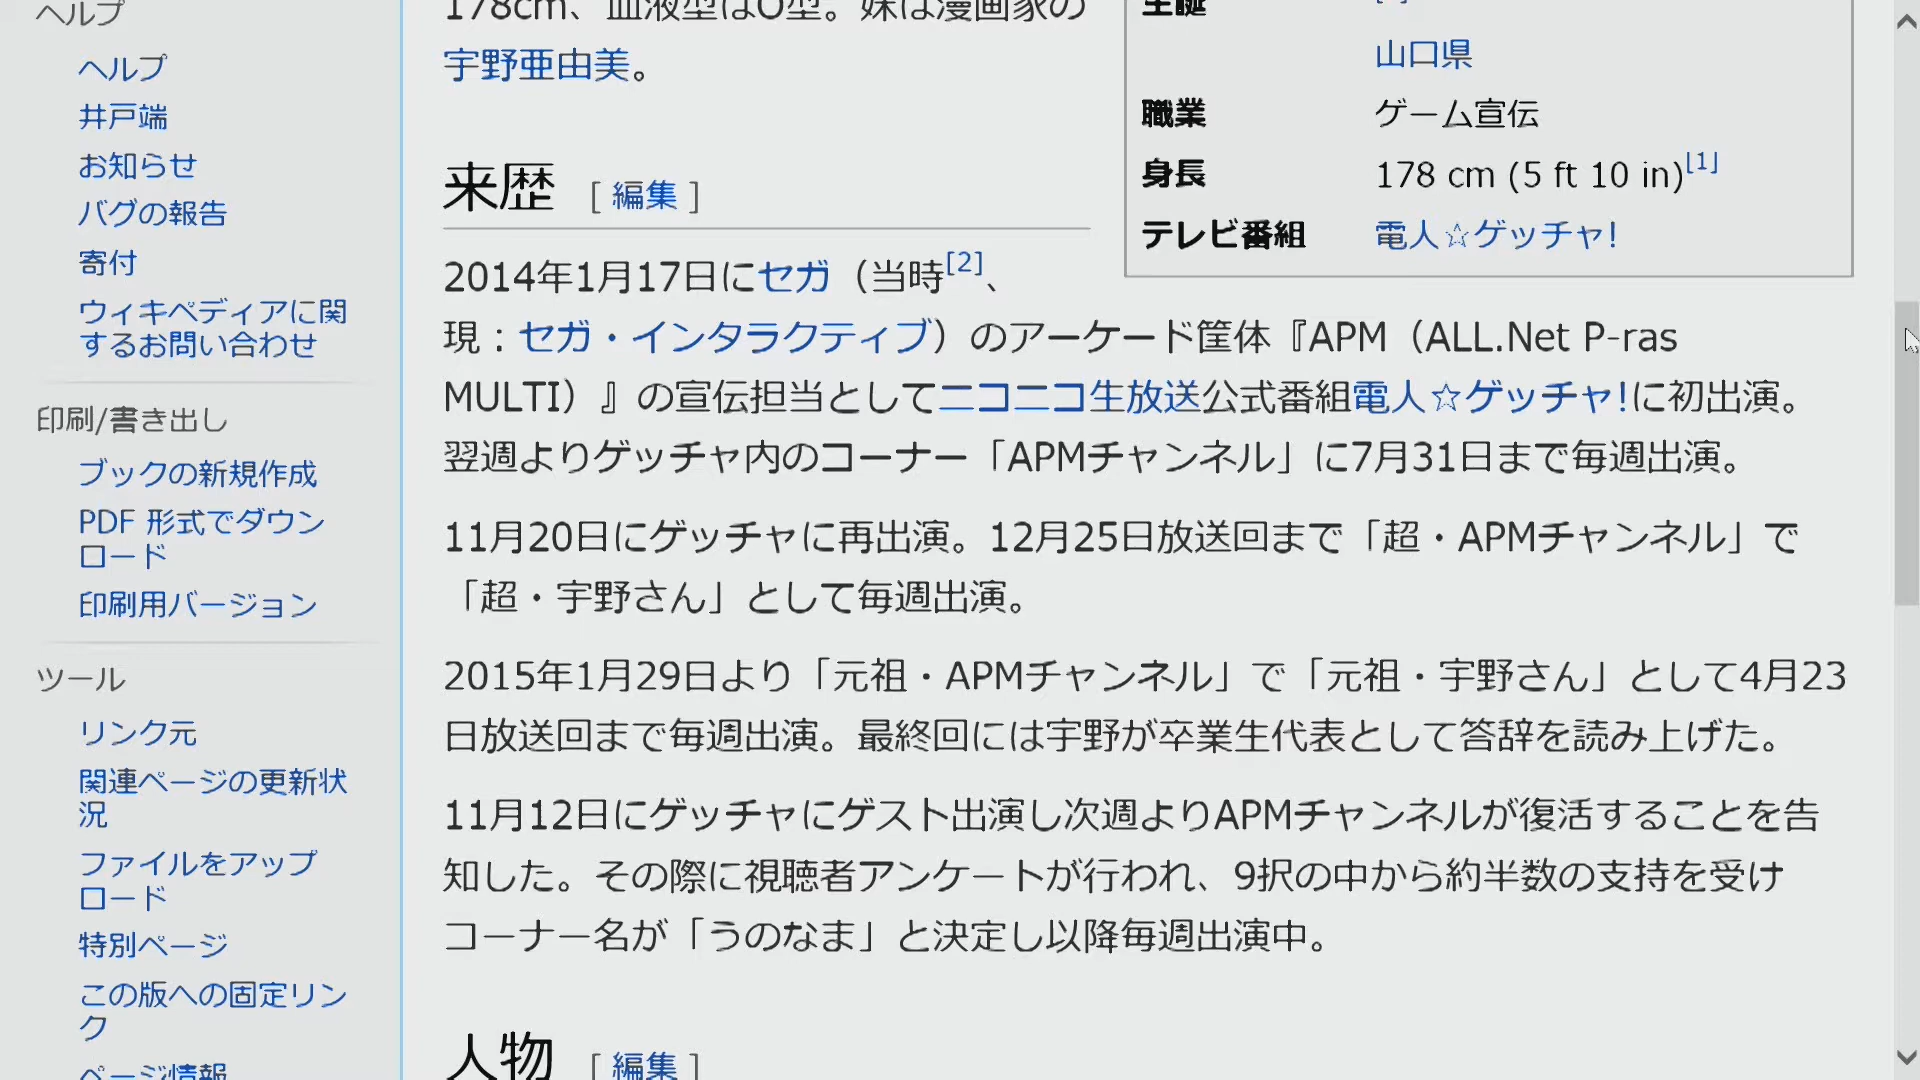 ヘルプ
ヘルプ
井戸端
お知らせ
バグの報告
寄付
ウィキペディアに関
するお問い合わせ
印刷/書き出し
ブックの新規作成
PDF 形式でダウン
ロード
印刷用バージョン
ツール
リンク元
関連ページの更新状
況
ファイルをアップ
ロード
特別ページ
この版への固定リン
ク
ページ情報
178cm、血液型はO型。妹は漫画家の
宇野亜由美。
来歴 [ 編集 ]
2014年1月17日にセガ（当時[2]、
現：セガ・インタラクティブ）のアーケード筐体『APM（ALL.Net P-ras
MULTI）』の宣伝担当としてニコニコ生放送公式番組電人☆ゲッチャ!に初出演。
翌週よりゲッチャ内のコーナー「APMチャンネル」に7月31日まで毎週出演。
11月20日にゲッチャに再出演。12月25日放送回まで「超・APMチャンネル」で
「超・宇野さん」として毎週出演。
2015年1月29日より「元祖・APMチャンネル」で「元祖・宇野さん」として4月23
日放送回まで毎週出演。最終回には宇野が卒業生代表として答辞を読み上げた。
11月12日にゲッチャにゲスト出演し次週よりAPMチャンネルが復活することを告
知した。その際に視聴者アンケートが行われ、9択の中から約半数の支持を受け
コーナー名が「うのなま」と決定し以降毎週出演中。
人物 [ 編集 ]
生誕
山口県
職業 ゲーム宣伝
身長 178 cm (5 ft 10 in)[1]
テレビ番組 電人☆ゲッチャ!